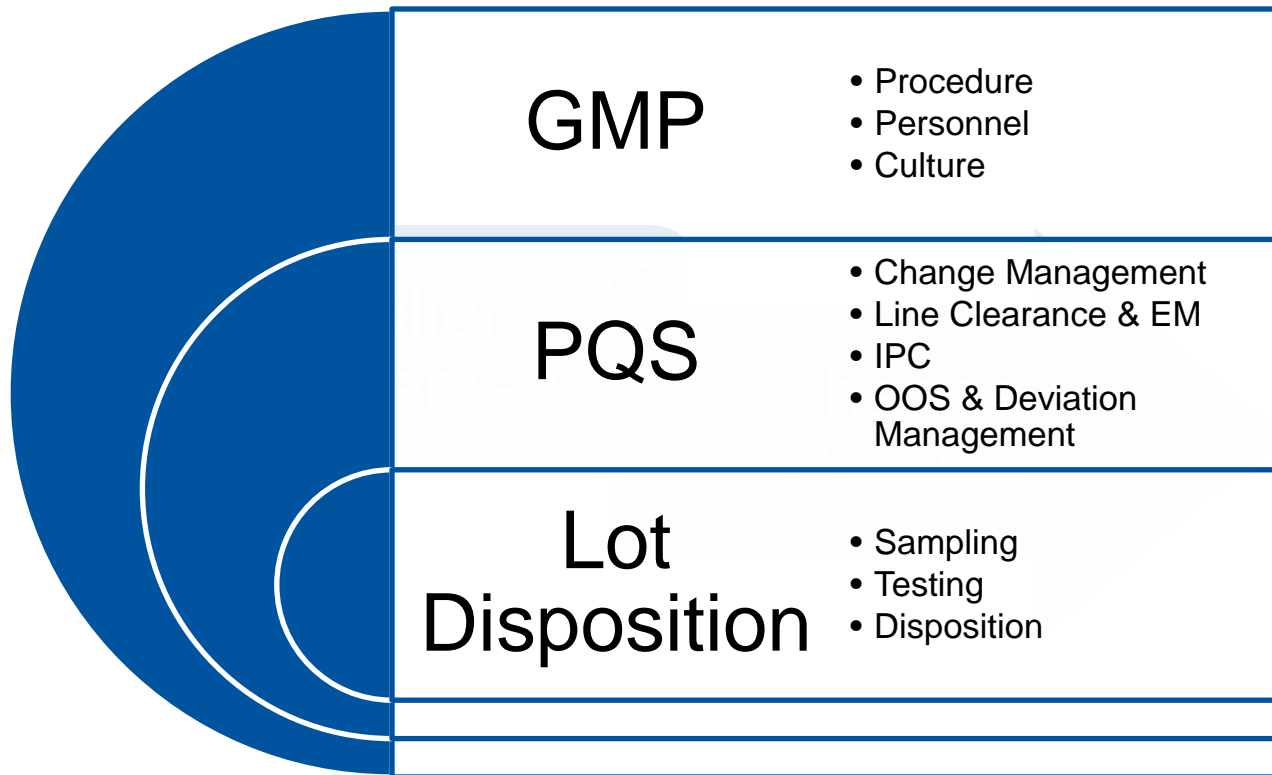 GMP
• Procedure
• Personnel
• Culture
PQS
• Change Management
• Line Clearance & EM
• IPC
• OOS & Deviation
Management
Lot
Disposition
• Sampling
• Testing
• Disposition